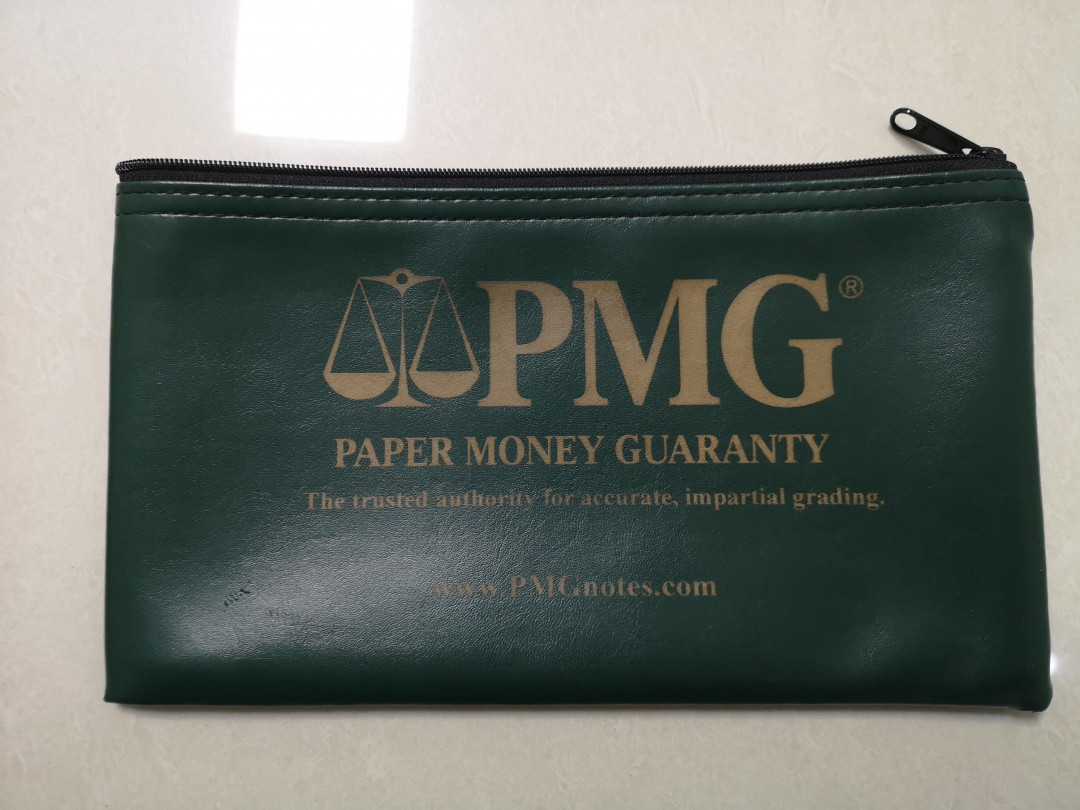 PMG®
PAPER MONEY GUARANTY
The trusted authority for accurate, impartial grading.
www.PMGnotes.com